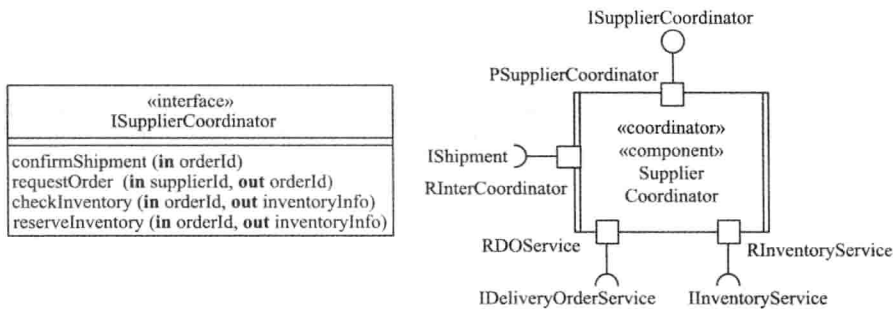 «interface»
ISupplierCoordinator
confirmShipment (in orderId)
requestOrder (in supplierId, out orderId)
checkInventory (in orderId, out inventoryInfo)
reserveInventory (in orderId, out inventoryInfo)
ISupplierCoordinator
PSupplierCoordinator
«coordinator»
«component»
Supplier
Coordinator
IShipment
RInterCoordinator
RDOService
RInventoryService
IDeliveryOrderService
IInventoryService